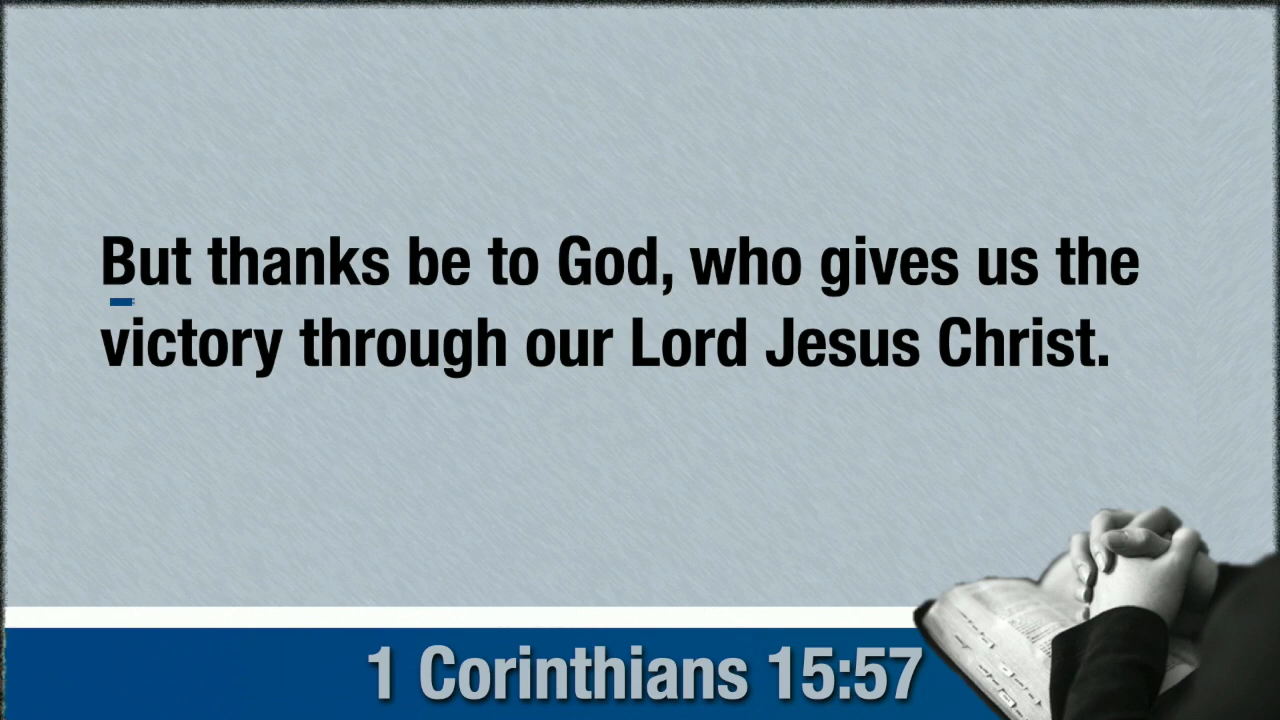 But thanks be to God, who gives us the
victory through our Lord Jesus Christ.
1 Corinthians 15:57